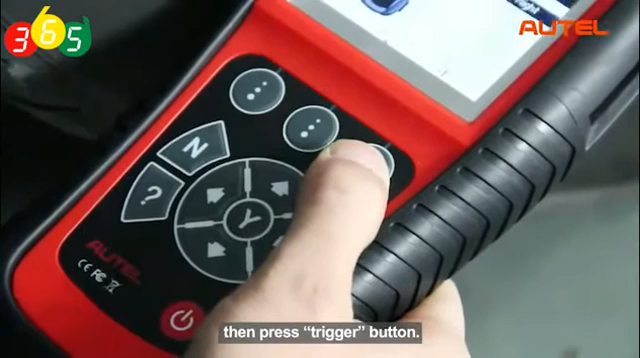 365
AUTEL
N
?
Y
AUTEL
CE FC
then press “trigger” button.